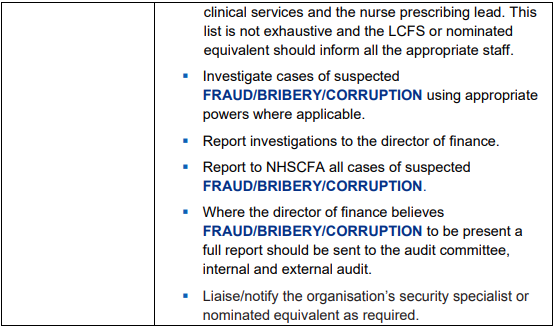 clinical services and the nurse prescribing lead. This
list is not exhaustive and the LCFS or nominated
equivalent should inform all the appropriate staff.
▪ Investigate cases of suspected
FRAUD/BRIBERY/CORRUPTION using appropriate
powers where applicable.
▪ Report investigations to the director of finance.
▪ Report to NHSCFA all cases of suspected
FRAUD/BRIBERY/CORRUPTION.
▪ Where the director of finance believes
FRAUD/BRIBERY/CORRUPTION to be present a
full report should be sent to the audit committee,
internal and external audit.
▪ Liaise/notify the organisation’s security specialist or
nominated equivalent as required.